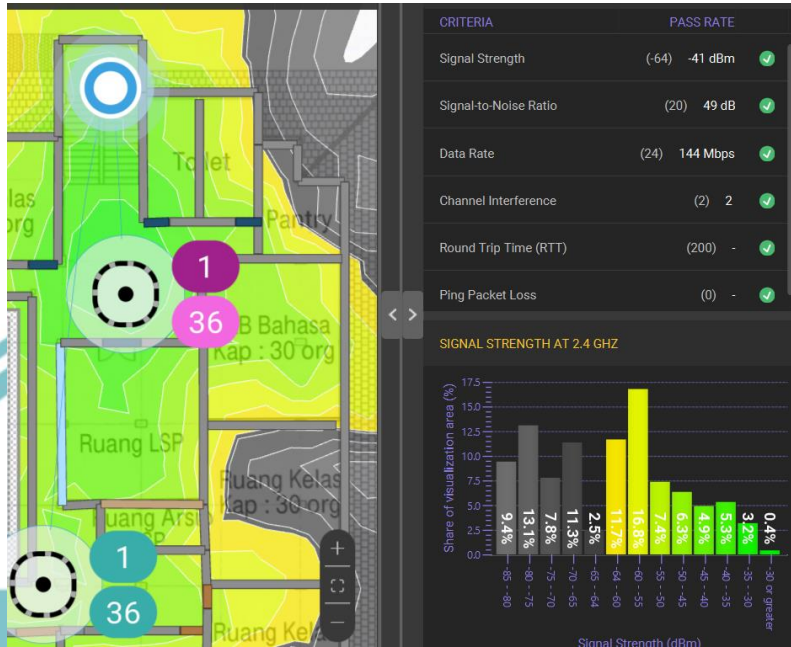 las
org
Toilet
Pantry
1
36
B Bahasa
Kap : 30 org
Ruang LSP
Ruang Kelas
Kap : 30 org
Ruang Arsip
SP
1
36
Ruang Kel
+
−
< >
CRITERIA PASS RATE
Signal Strength (-64) -41 dBm
Signal-to-Noise Ratio (20) 49 dB
Data Rate (24) 144 Mbps
Channel Interference (2) 2
Round Trip Time (RTT) (200) -
Ping Packet Loss (0) -
SIGNAL STRENGTH AT 2.4 GHZ
Share of visualization area (%)
17.5
15.0
12.5
10.0
7.5
5.0
2.5
0.0
9.4% 13.1% 7.8% 11.3% 2.5% 11.7% 16.8% 7.4% 6.3% 4.9% 5.3% 3.2% 0.4%
-85 - -80 -80 - -75 -75 - -70 -70 - -65 -65 - -64 -64 - -60 -60 - -55 -55 - -50 -50 - -45 -45 - -40 -40 - -35 -35 - -30 -30 or greater
Signal Strength (dBm)